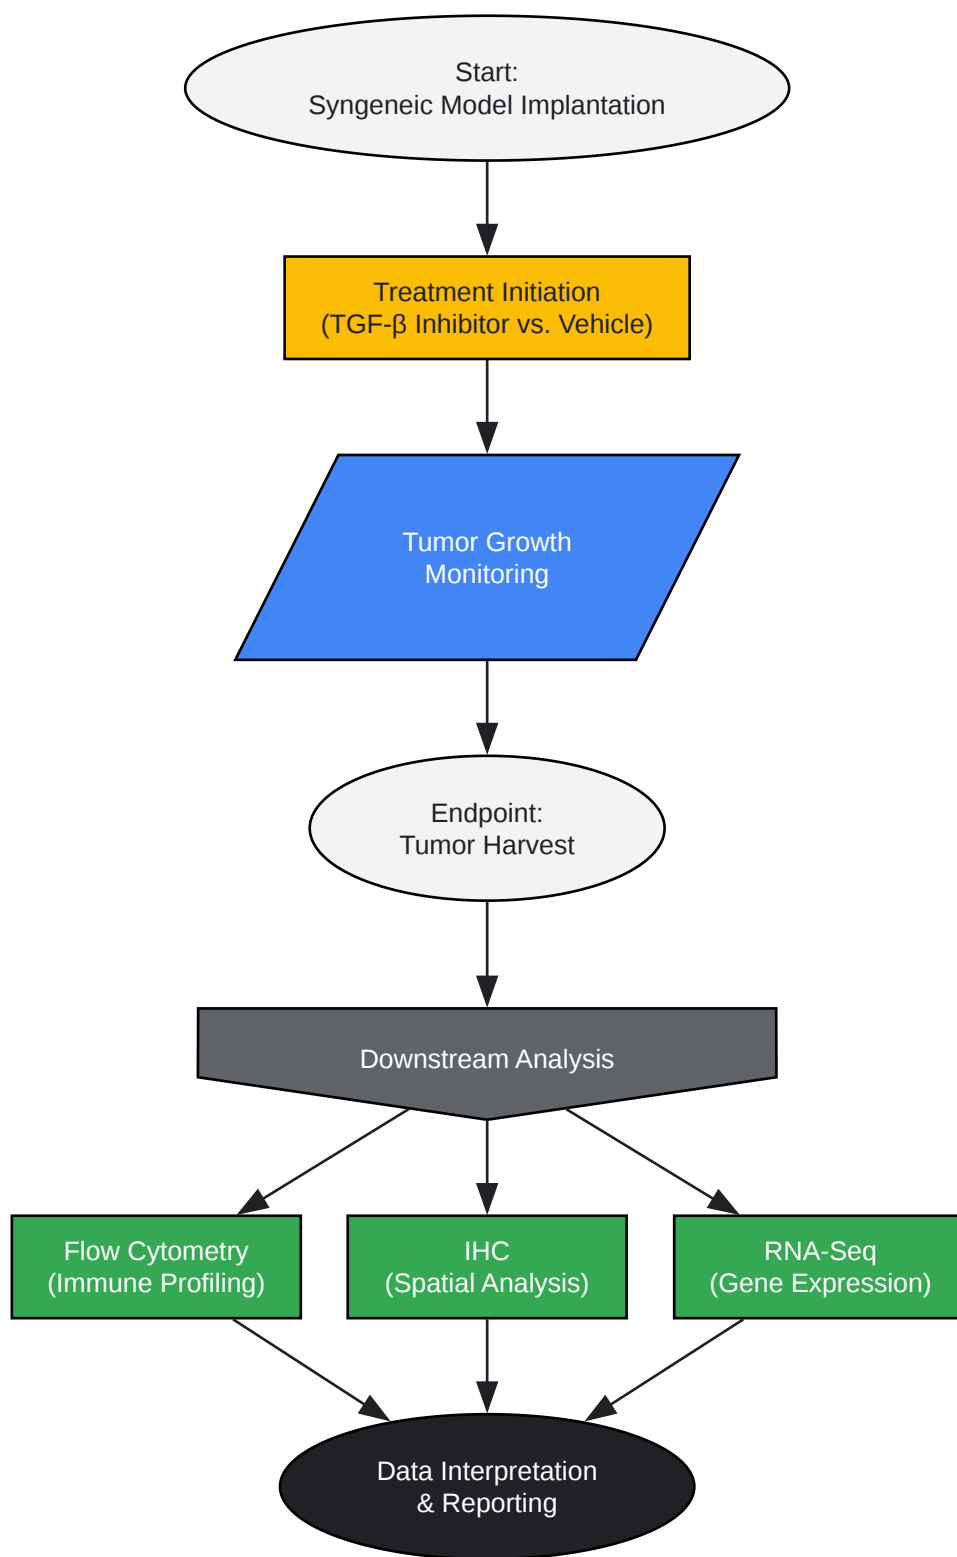 Start:
Syngeneic Model Implantation
Treatment Initiation
(TGF-β Inhibitor vs. Vehicle)
Tumor Growth
Monitoring
Endpoint:
Tumor Harvest
Downstream Analysis
Flow Cytometry
(Immune Profiling)
IHC
(Spatial Analysis)
RNA-Seq
(Gene Expression)
Data Interpretation
& Reporting